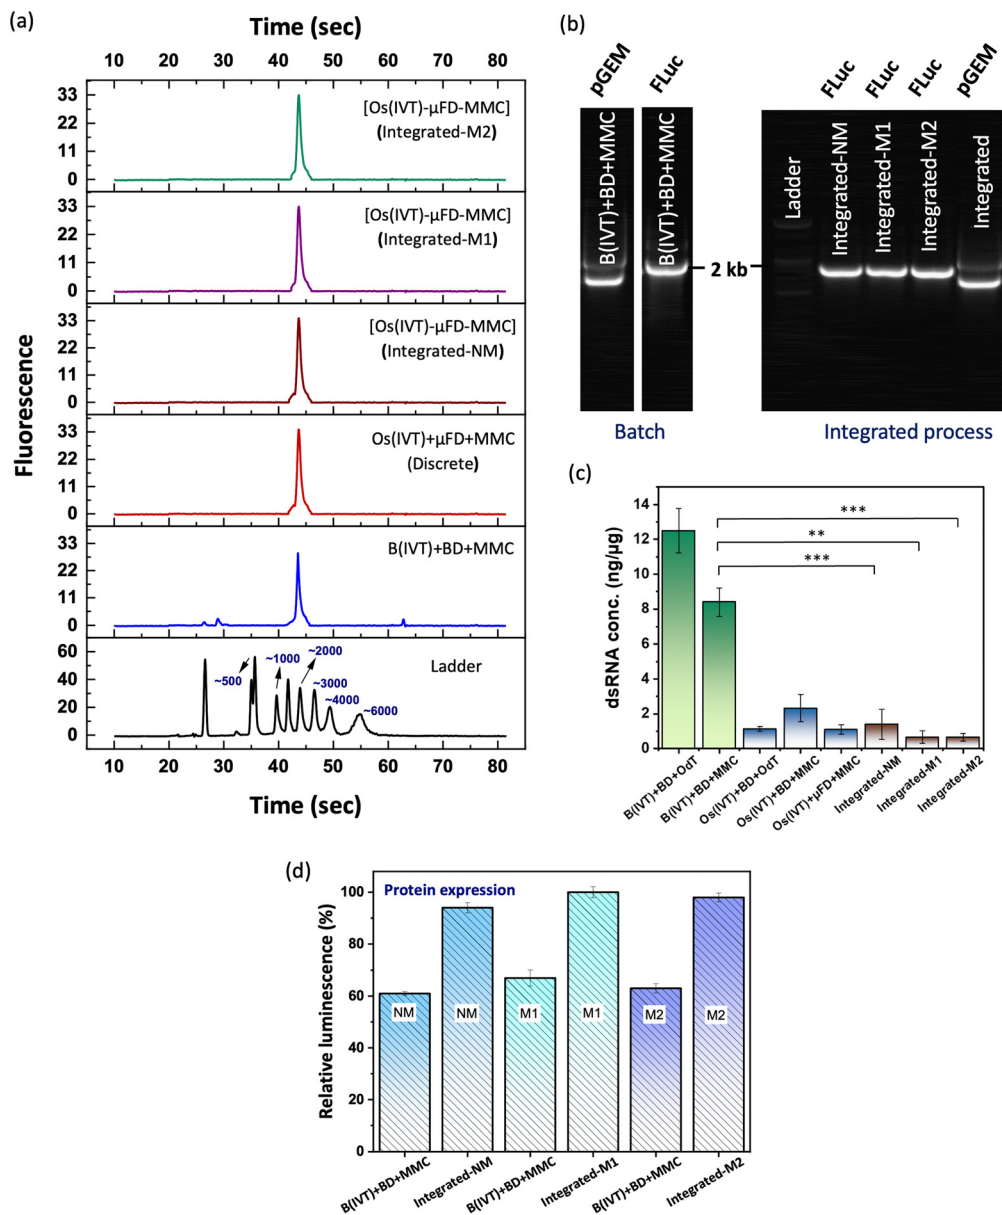 (a)
Time (sec)
10 20 30 40 50 60 70 80
33
22
11
0
[Os(IVT)-µFD-MMC]
(Integrated-M2)
33
22
11
0
[Os(IVT)-µFD-MMC]
(Integrated-M1)
33
22
11
0
[Os(IVT)-µFD-MMC]
(Integrated-NM)
33
22
11
0
Os(IVT)+µFD+MMC
(Discrete)
33
22
11
0
B(IVT)+BD+MMC
60
40
20
0
Ladder
~500
~1000
~2000
~3000
~4000
~6000
Fluorescence
10 20 30 40 50 60 70 80
Time (sec)
(b)
pGEM
FLuc
FLuc
FLuc
FLuc
pGEM
B(IVT)+BD+MMC
B(IVT)+BD+MMC
Ladder
Integrated-NM
Integrated-M1
Integrated-M2
Integrated
2 kb
Batch
Integrated process
(c)
dsRNA conc. (ng/µg)
14
12
10
8
6
4
2
0
***
**
***
B(IVT)+BD+OdT
B(IVT)+BD+MMC
Os(IVT)+BD+OdT
Os(IVT)+BD+MMC
Os(IVT)+µFD+MMC
Integrated-NM
Integrated-M1
Integrated-M2
(d)
Protein expression
Relative luminescence (%)
100
80
60
40
20
0
NM
NM
M1
M1
M2
M2
B(IVT)+BD+MMC
Integrated-NM
B(IVT)+BD+MMC
Integrated-M1
B(IVT)+BD+MMC
Integrated-M2